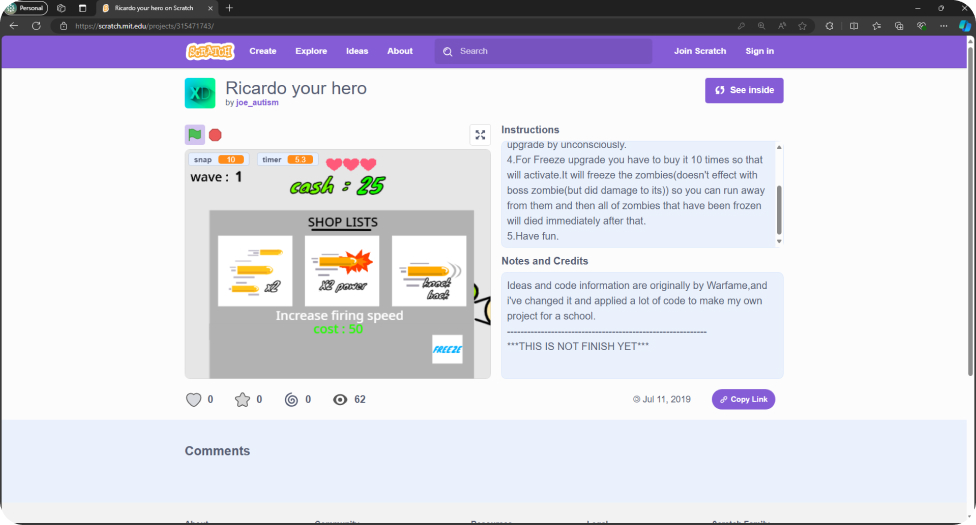 Personal
Ricardo your hero on Scratch
https://scratch.mit.edu/projects/315471743/
SCRATCH
Create
Explore
Ideas
About
Search
Join Scratch
Sign in
XD
Ricardo your hero
by joe_autism
See inside
snap 10
timer 5.3
wave : 1
cash : 25
SHOP LISTS
x2
X2 power
knock
back
Increase firing speed
cost : 50
FREEZE
Instructions
upgrade by unconsciously.
4.For Freeze upgrade you have to buy it 10 times so that
will activate.It will freeze the zombies(doesn't effect with
boss zombie(but did damage to its)) so you can run away
from them and then all of zombies that have been frozen
will died immediately after that.
5.Have fun.
Notes and Credits
Ideas and code information are originally by Warfame,and
i've changed it and applied a lot of code to make my own
project for a school.
------------------------------------------------------------
***THIS IS NOT FINISH YET***
0
0
0
62
© Jul 11, 2019
Copy Link
Comments
About
Community
Resources
Legal
Scratch Family